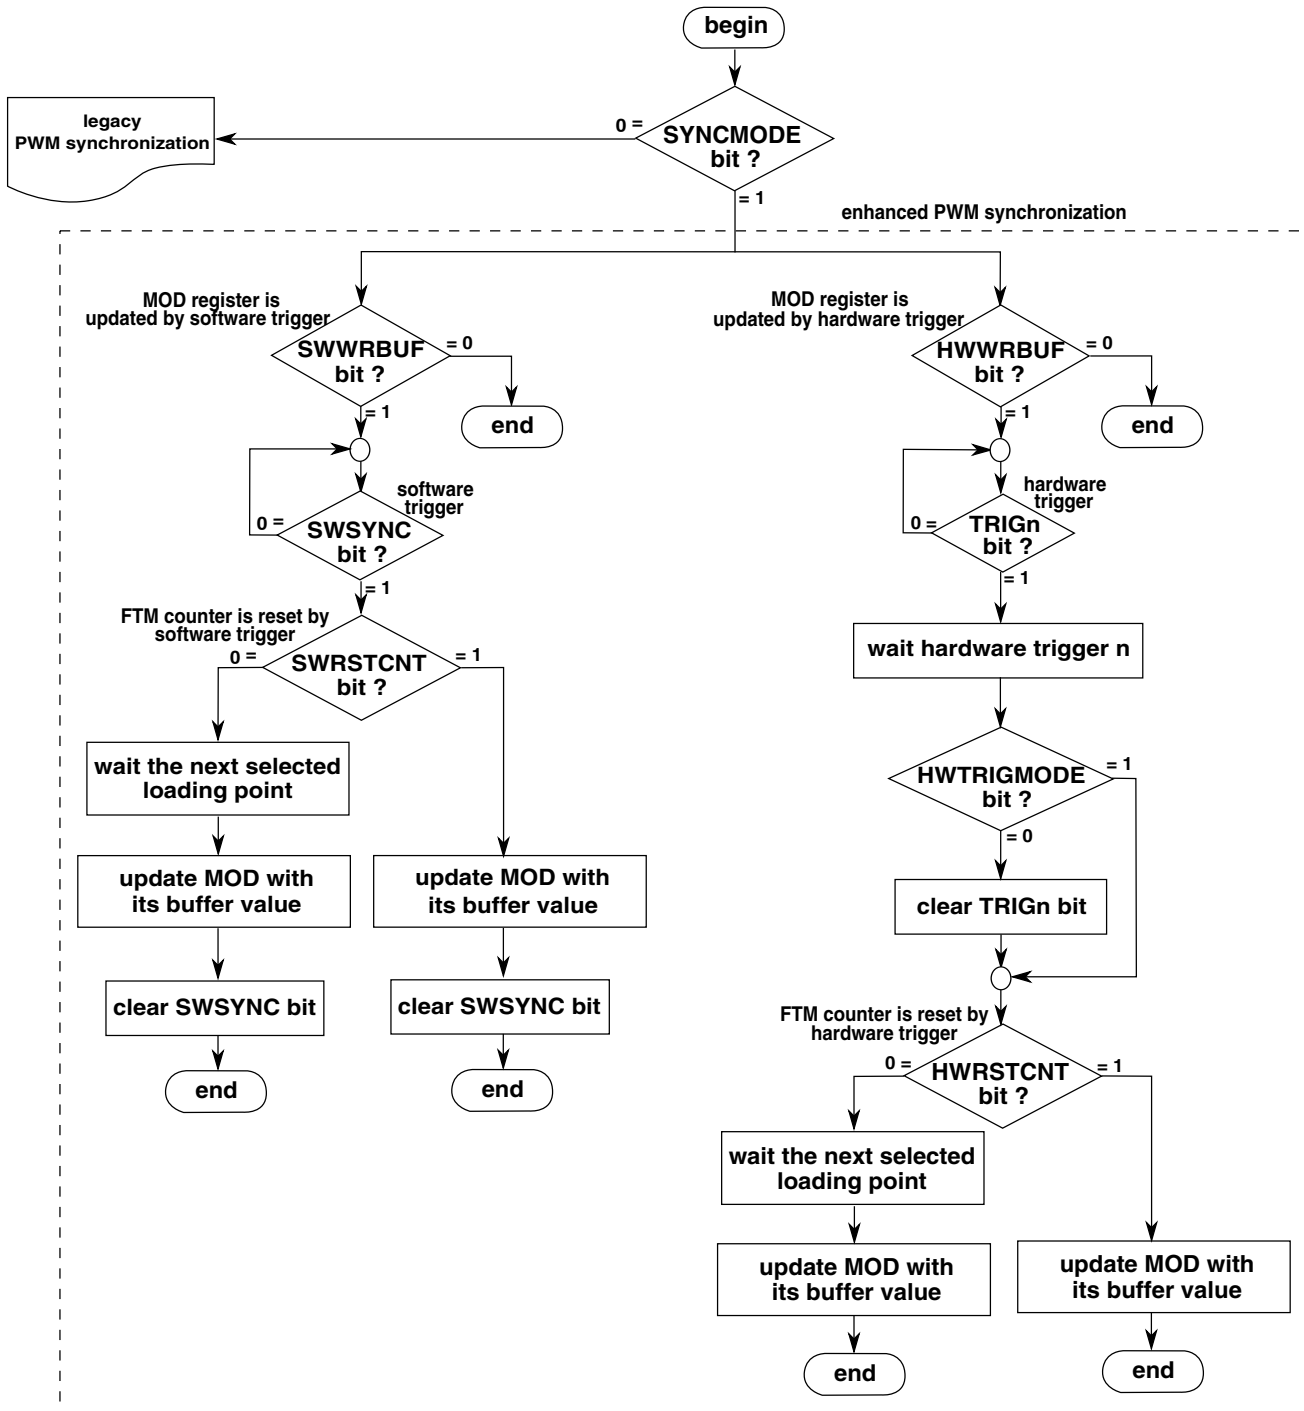 begin
legacy
PWM synchronization
0 =
SYNCMODE
bit ?
= 1
enhanced PWM synchronization
MOD register is
updated by software trigger
SWWRBUF
bit ?
= 0
= 1
end
software
trigger
0 =
SWSYNC
bit ?
= 1
FTM counter is reset by
software trigger
0 =
SWRSTCNT
bit ?
= 1
wait the next selected
loading point
update MOD with
its buffer value
clear SWSYNC bit
end
update MOD with
its buffer value
clear SWSYNC bit
end
MOD register is
updated by hardware trigger
HWWRBUF
bit ?
= 0
= 1
end
hardware
trigger
0 =
TRIGn
bit ?
= 1
wait hardware trigger n
HWTRIGMODE
bit ?
= 1
= 0
clear TRIGn bit
FTM counter is reset by
hardware trigger
0 =
HWRSTCNT
bit ?
= 1
wait the next selected
loading point
update MOD with
its buffer value
end
update MOD with
its buffer value
end